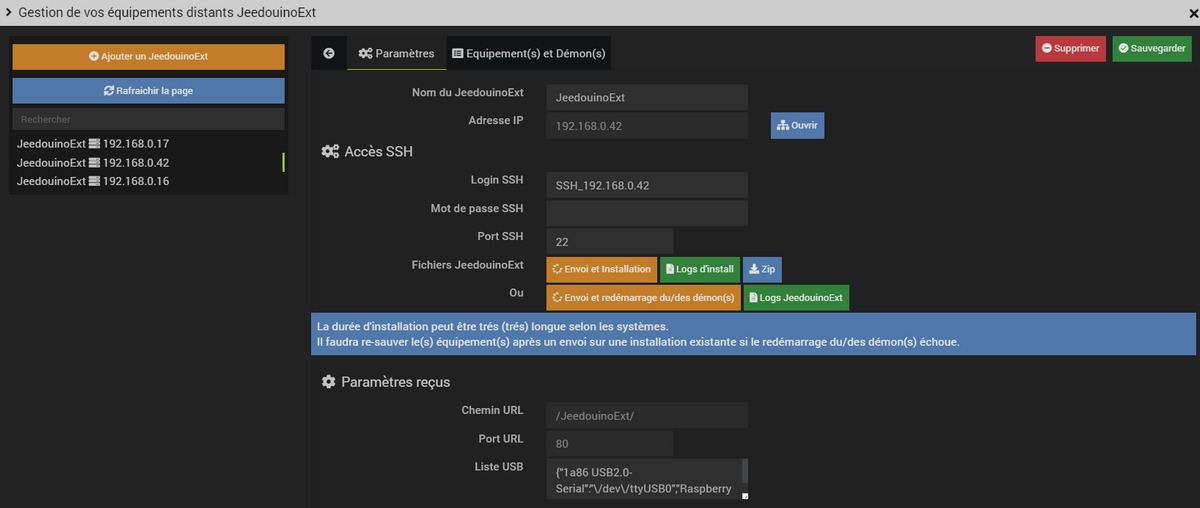 Gestion de vos équipements distants JeedouinoExt
Ajouter un JeedouinoExt
Rafraichir la page
Rechercher
JeedouinoExt 192.168.0.17
JeedouinoExt 192.168.0.42
JeedouinoExt 192.168.0.16
Paramètres
Equipement(s) et Démon(s)
Supprimer
Sauvegarder
Nom du JeedouinoExt JeedouinoExt
Adresse IP 192.168.0.42 Ouvrir
Accès SSH
Login SSH SSH_192.168.0.42
Mot de passe SSH
Port SSH 22
Fichiers JeedouinoExt Envoi et Installation Logs d'install Zip
Ou Envoi et redémarrage du/des démon(s) Logs JeedouinoExt
La durée d'installation peut être trés (trés) longue selon les systèmes.
Il faudra re-sauver le(s) équipement(s) après un envoi sur une installation existante si le redémarrage du/des démon(s) échoue.
Paramètres reçus
Chemin URL /JeedouinoExt/
Port URL 80
Liste USB {"1a86 USB2.0-
Serial":"\/dev\/ttyUSB0","Raspberry